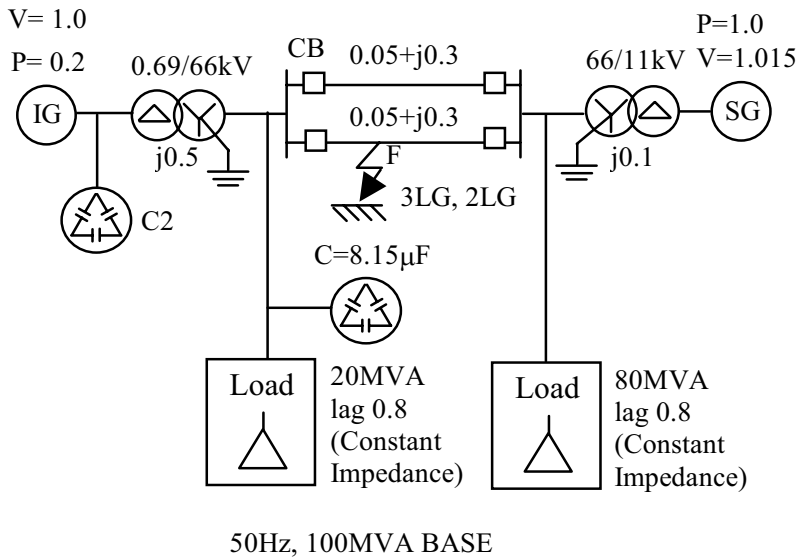 V= 1.0
P= 0.2
0.69/66kV
CB
0.05+j0.3
66/11kV
P=1.0
V=1.015
IG
0.05+j0.3
SG
j0.5
F
j0.1
3LG, 2LG
C2
C=8.15μF
Load
20MVA
lag 0.8
(Constant
Impedance)
Load
80MVA
lag 0.8
(Constant
Impedance)
50Hz, 100MVA BASE